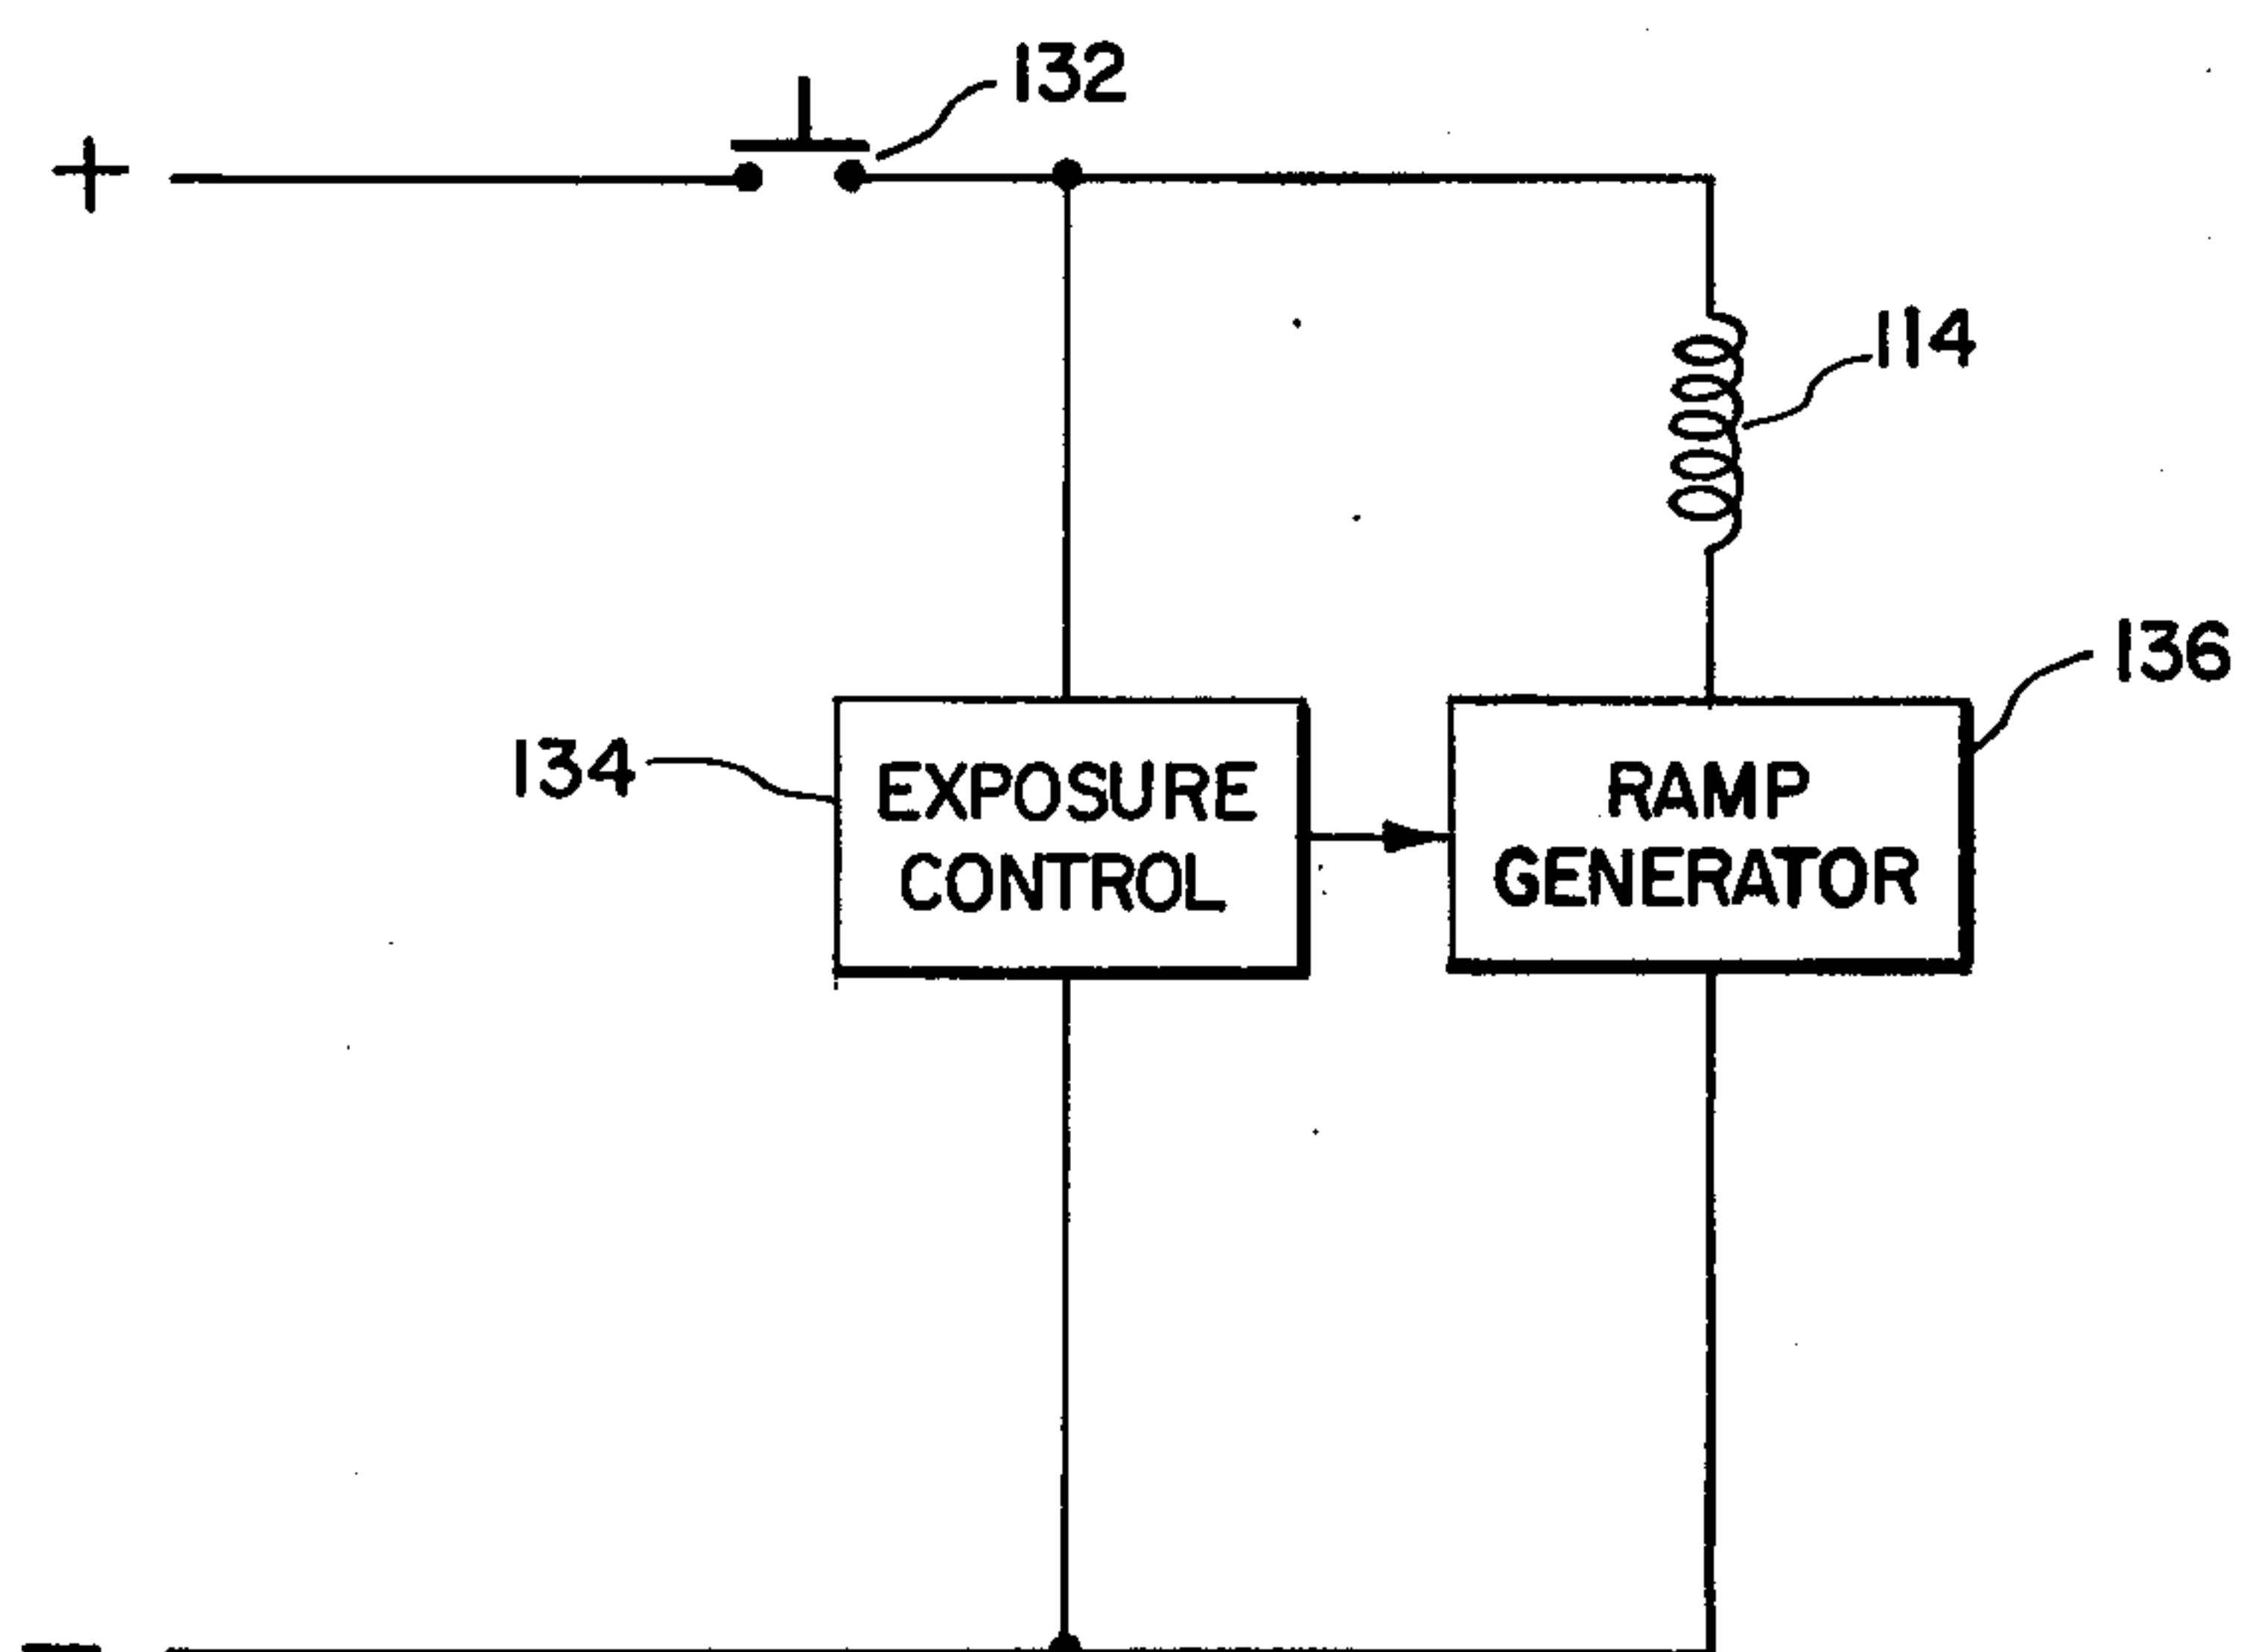 132
+
114
136
134
EXPOSURE
CONTROL
RAMP
GENERATOR
-